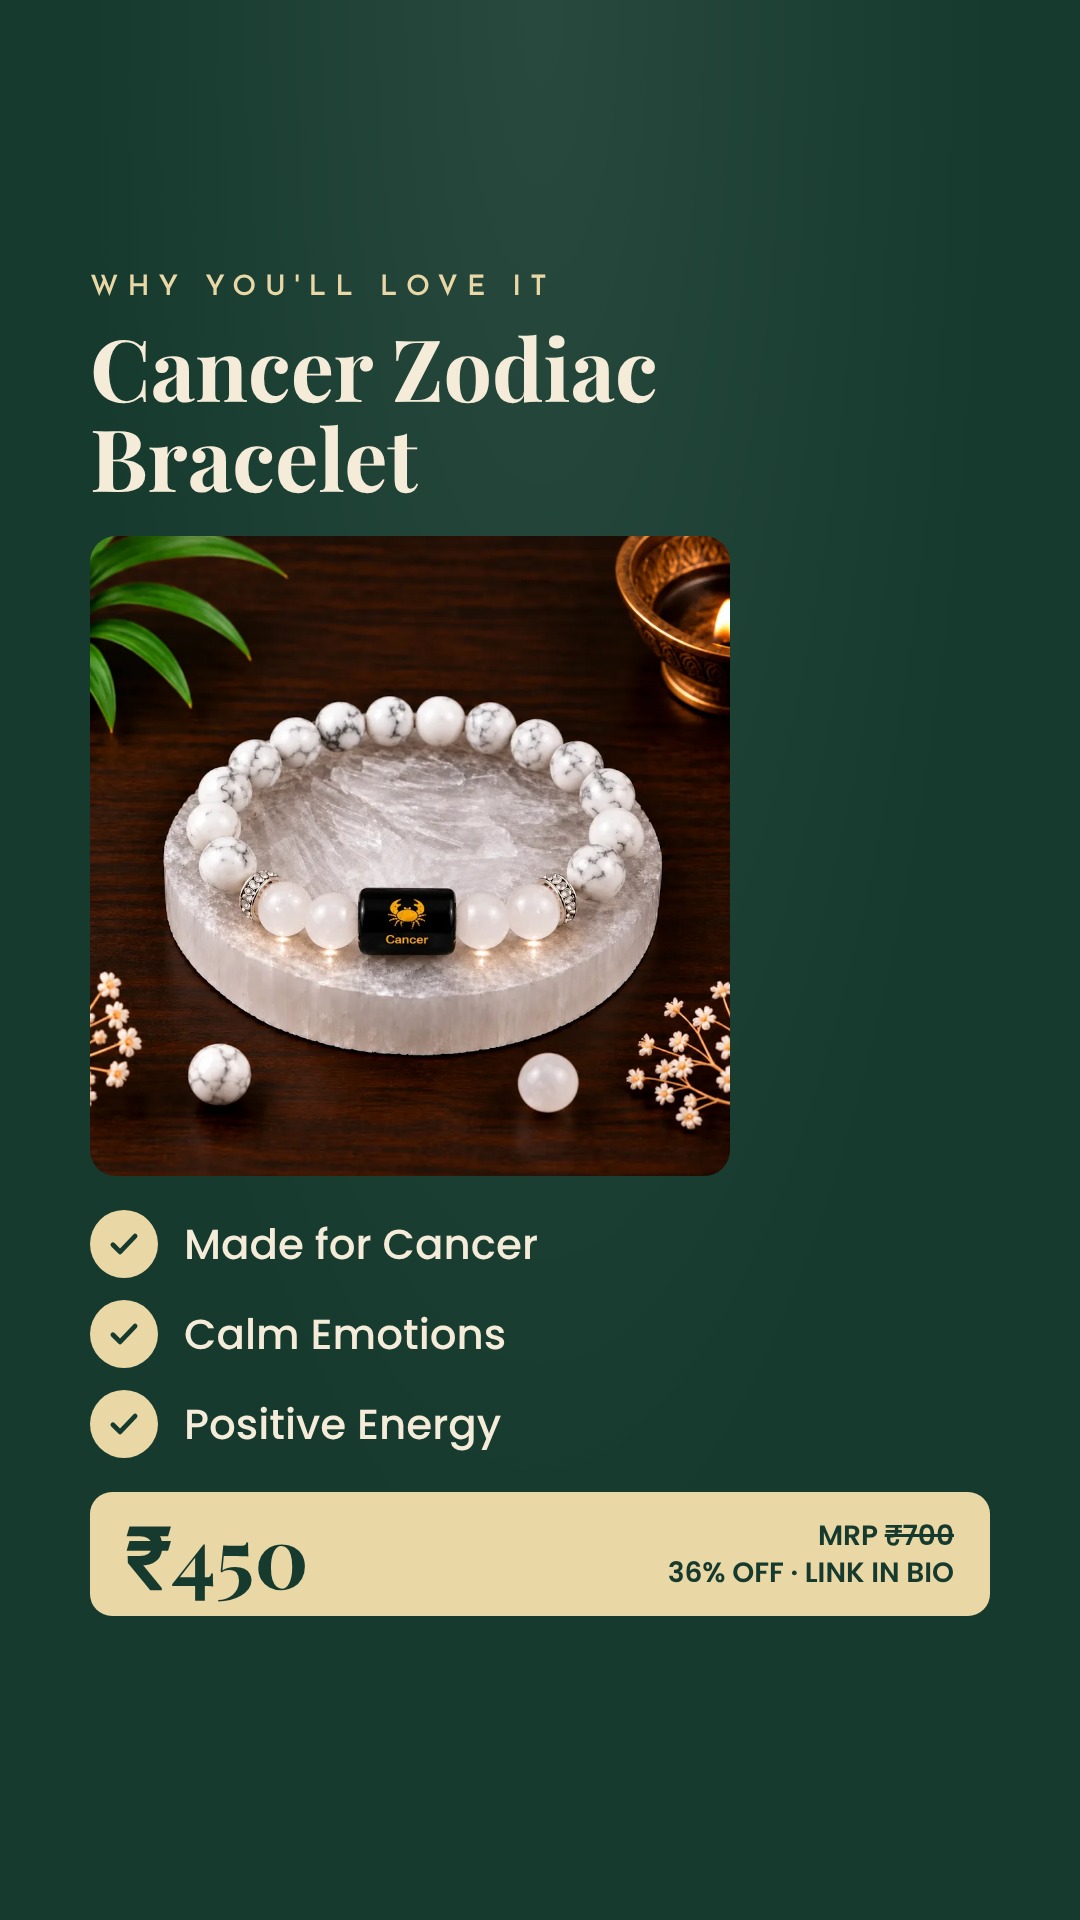 WHY YOU'LL LOVE IT
Cancer Zodiac
Bracelet
Cancer
Made for Cancer
Calm Emotions
Positive Energy
₹450
MRP ₹700
36% OFF · LINK IN BIO